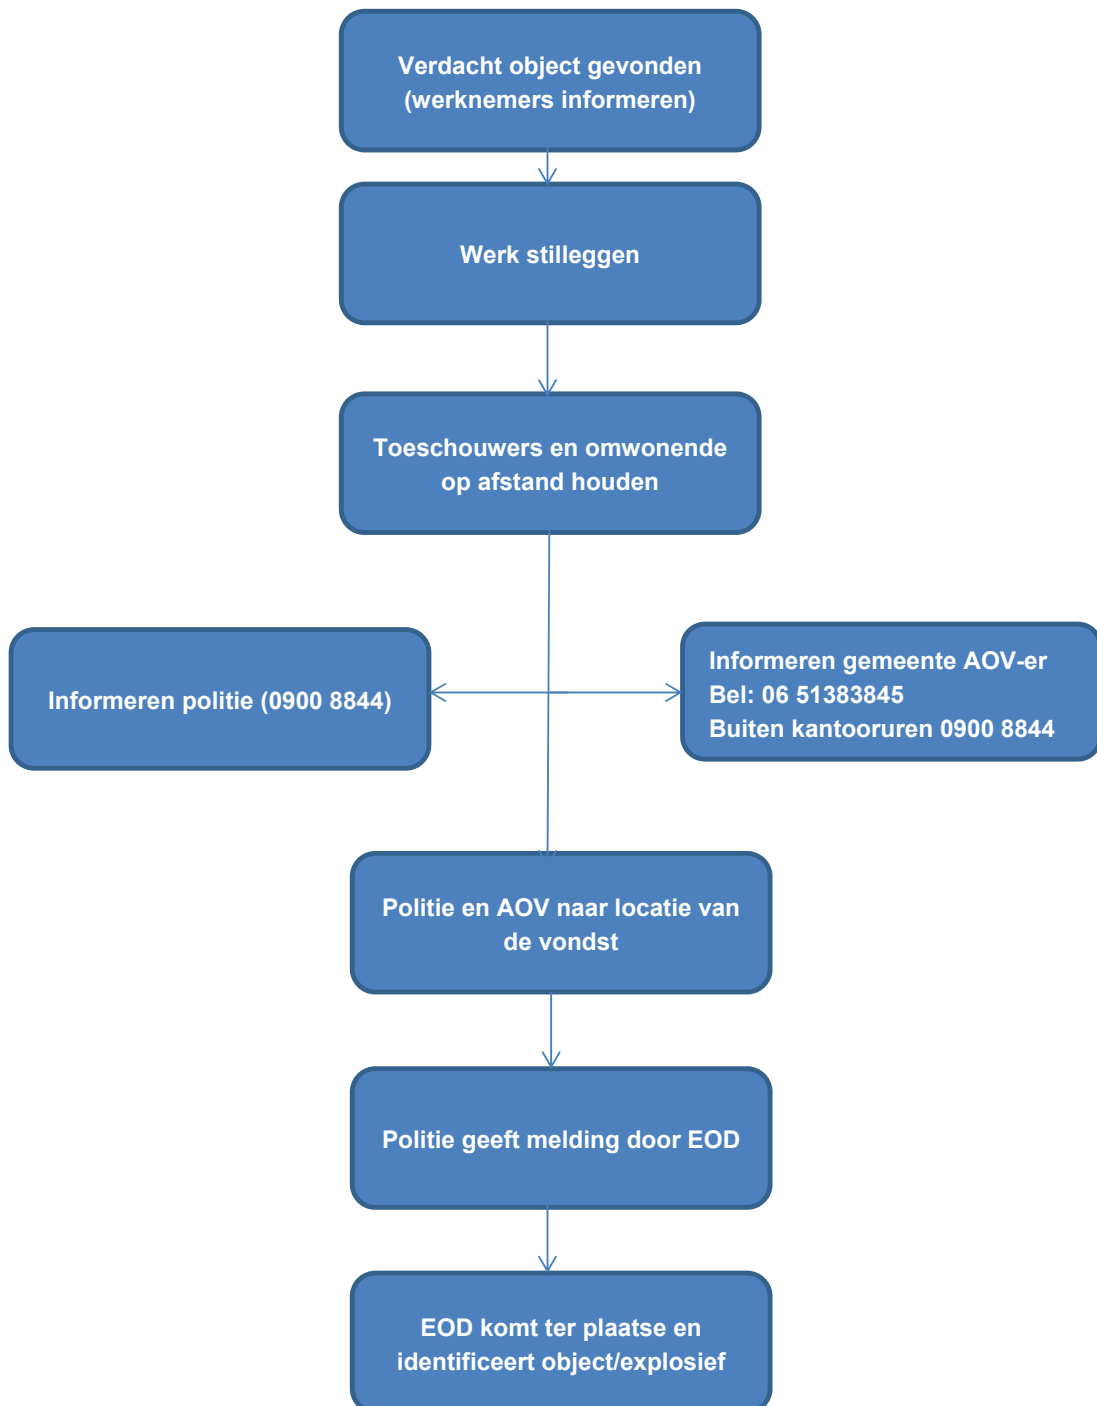 Verdacht object gevonden
(werknemers informeren)
Werk stilleggen
Toeschouwers en omwonende
op afstand houden
Informeren politie (0900 8844)
Informeren gemeente AOV-er
Bel: 06 51383845
Buiten kantooruren 0900 8844
Politie en AOV naar locatie van
de vondst
Politie geeft melding door EOD
EOD komt ter plaatse en
identificeert object/explosief